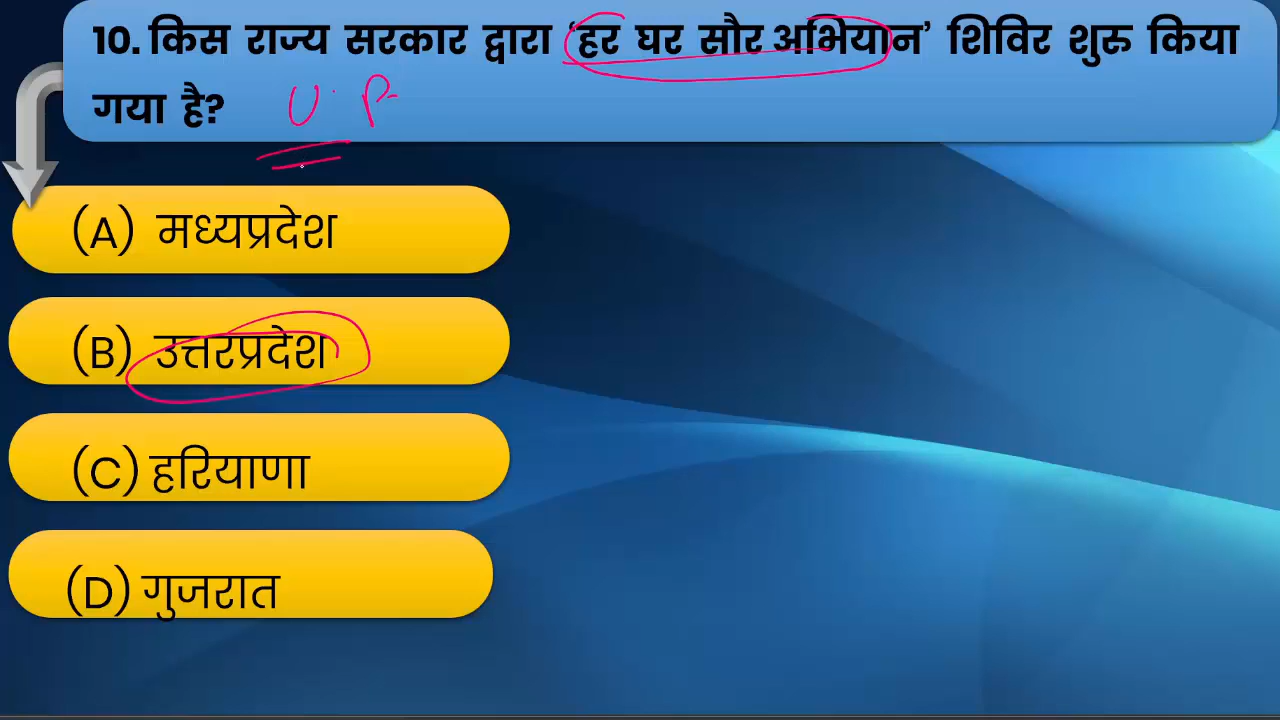 10. किस राज्य सरकार द्वारा ‘हर घर सौर अभियान’ शिविर शुरु किया
गया है?
U.P.
(A) मध्यप्रदेश
(B) उत्तरप्रदेश
(C) हरियाणा
(D) गुजरात